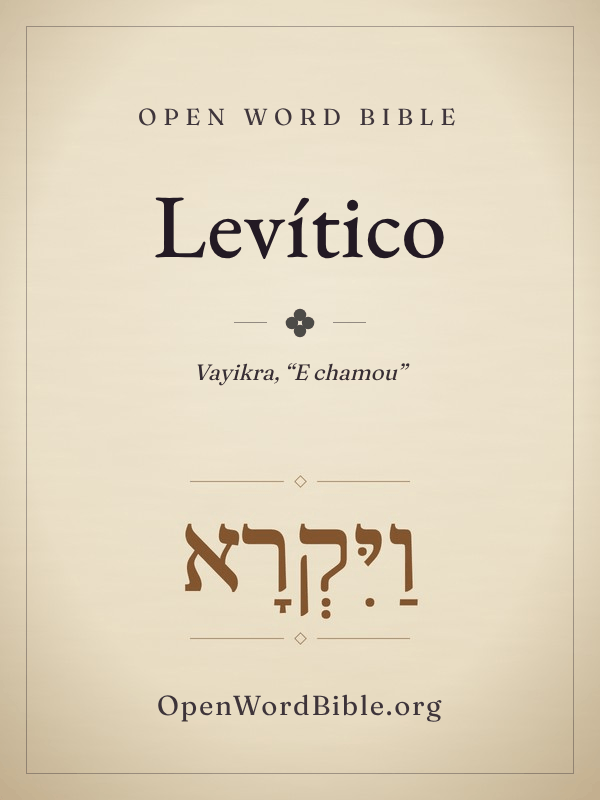 OPEN WORD BIBLE
Levítico
Vayikra, “E chamou”
וַיִּקְרָא
OpenWordBible.org